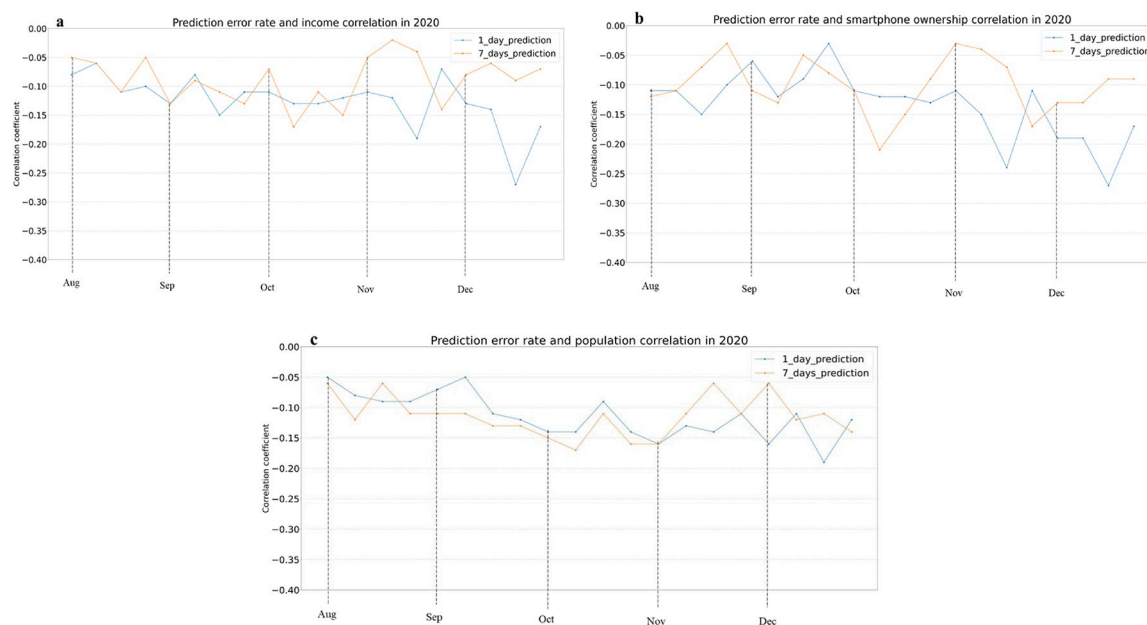 a
Prediction error rate and income correlation in 2020
1_day_prediction
7_days_prediction
Correlation coefficient
0.00
−0.05
−0.10
−0.15
−0.20
−0.25
−0.30
−0.35
−0.40
Aug Sep Oct Nov Dec
b
Prediction error rate and smartphone ownership correlation in 2020
1_day_prediction
7_days_prediction
Correlation coefficient
0.00
−0.05
−0.10
−0.15
−0.20
−0.25
−0.30
−0.35
−0.40
Aug Sep Oct Nov Dec
c
Prediction error rate and population correlation in 2020
1_day_prediction
7_days_prediction
Correlation coefficient
0.00
−0.05
−0.10
−0.15
−0.20
−0.25
−0.30
−0.35
−0.40
Aug Sep Oct Nov Dec